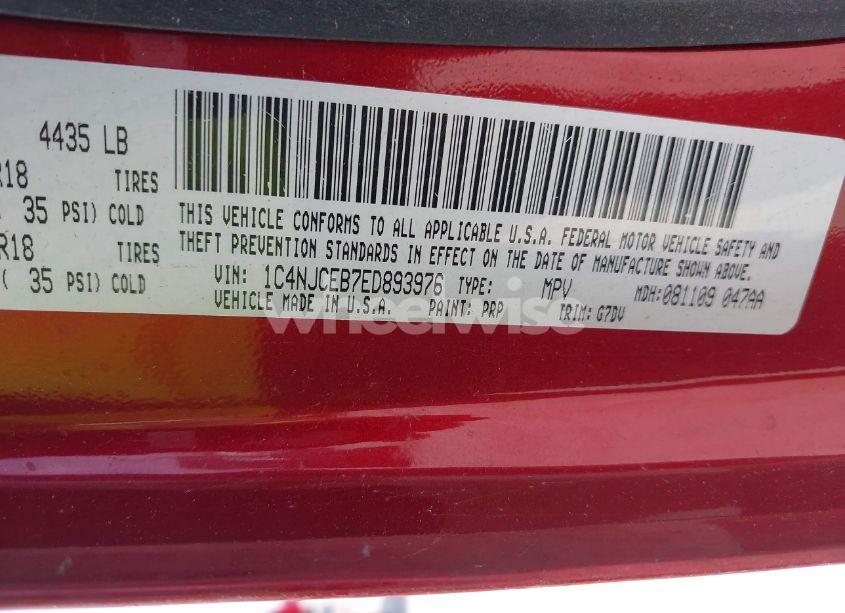 4435 LB
R18 TIRES
35 PSI) COLD
R18 TIRES
( 35 PSI) COLD
THIS VEHICLE CONFORMS TO ALL APPLICABLE U.S.A. FEDERAL MOTOR VEHICLE SAFETY AND
THEFT PREVENTION STANDARDS IN EFFECT ON THE DATE OF MANUFACTURE SHOWN ABOVE.
VIN: 1C4NJCEB7ED893976 TYPE: MPV MDH:081109 047AA
VEHICLE MADE IN U.S.A. PAINT: PRP TRIM: G7DV
wheelwise